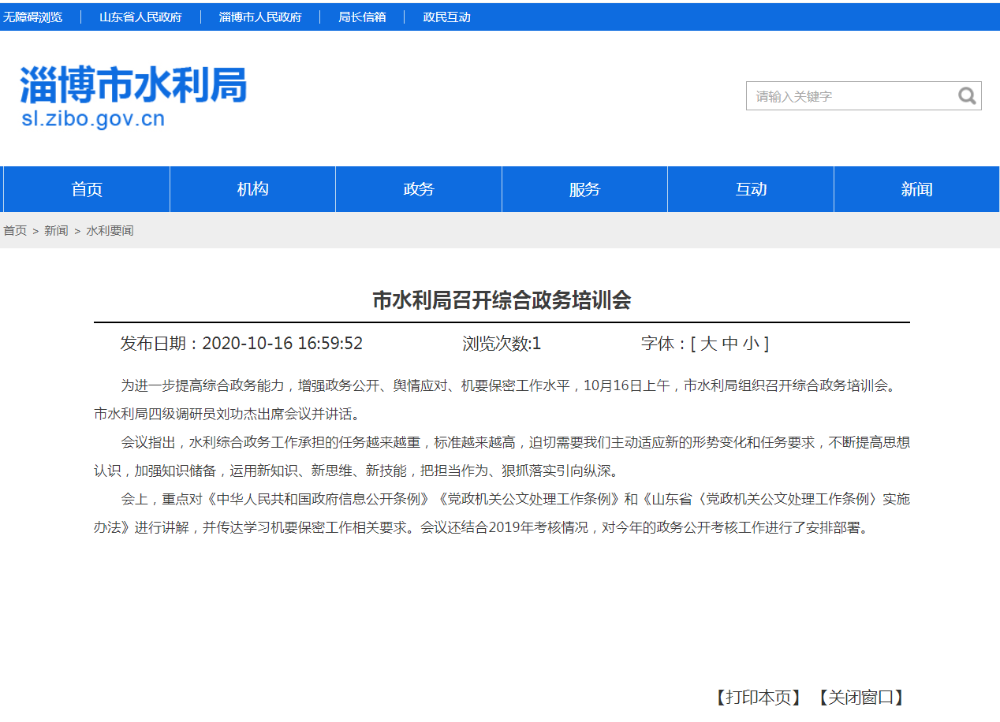 无障碍浏览 山东省人民政府 淄博市人民政府 局长信箱 政民互动
淄博市水利局
sl.zibo.gov.cn
请输入关键字
首页 机构 政务 服务 互动 新闻
首页 > 新闻 > 水利要闻
市水利局召开综合政务培训会
发布日期：2020-10-16 16:59:52 浏览次数:1 字体：[ 大 中 小 ]
为进一步提高综合政务能力，增强政务公开、舆情应对、机要保密工作水平，10月16日上午，市水利局组织召开综合政务培训会。
市水利局四级调研员刘功杰出席会议并讲话。
会议指出，水利综合政务工作承担的任务越来越重，标准越来越高，迫切需要我们主动适应新的形势变化和任务要求，不断提高思想
认识，加强知识储备，运用新知识、新思维、新技能，把担当作为、狠抓落实引向纵深。
会上，重点对《中华人民共和国政府信息公开条例》《党政机关公文处理工作条例》和《山东省〈党政机关公文处理工作条例〉实施
办法》进行讲解，并传达学习机要保密工作相关要求。会议还结合2019年考核情况，对今年的政务公开考核工作进行了安排部署。
【打印本页】 【关闭窗口】